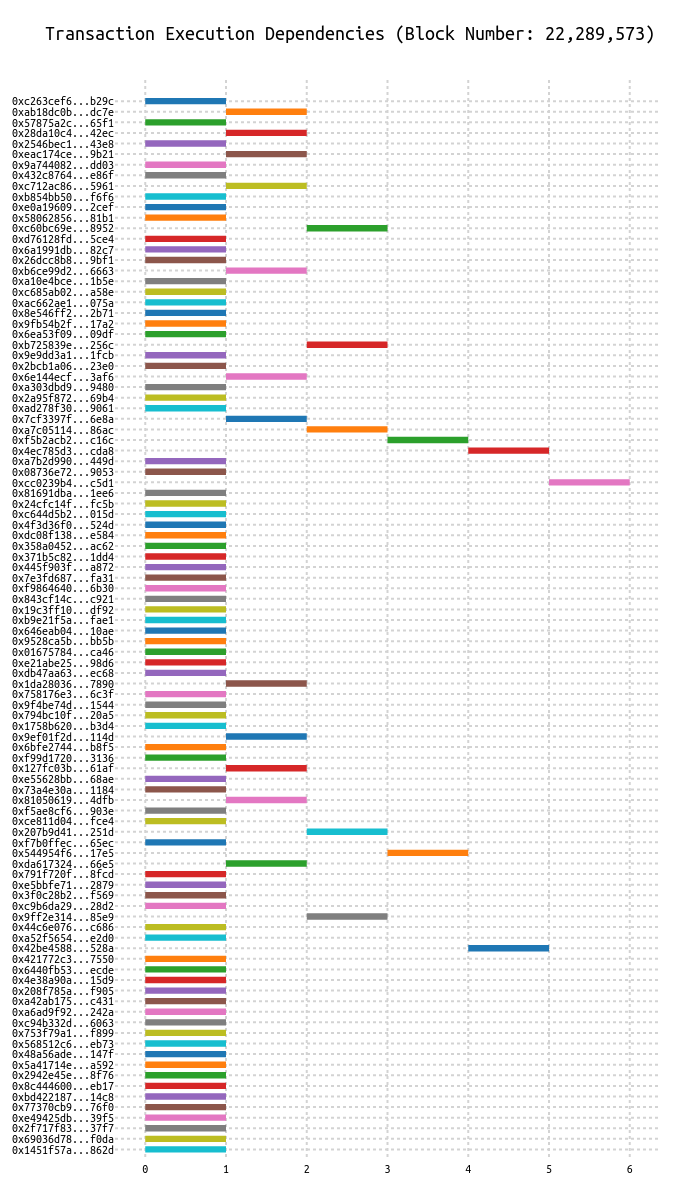 Transaction Execution Dependencies (Block Number: 22,289,573)
0xc263cef6...b29c
0xab18dc0b...dc7e
0x57875a2c...65f1
0x28da10c4...42ec
0x2546bec1...43e8
0xeac174ce...9b21
0x9a744082...dd03
0x432c8764...e86f
0xc712ac86...5961
0xb854bb50...f6f6
0xe0a19609...2cef
0x58062856...81b1
0xc60bc69e...8952
0xd76128fd...5ce4
0x6a1991db...82c7
0x26dcc8b8...9bf1
0xb6ce99d2...6663
0xa10e4bce...1b5e
0xc685ab02...a58e
0xac662ae1...075a
0x8e546ff2...2b71
0x9fb54b2f...17a2
0x6ea53f09...09df
0xb725839e...256c
0x9e9dd3a1...1fcb
0x2bcb1a06...23e0
0x6e144ecf...3af6
0xa303dbd9...9480
0x2a95f872...69b4
0xad278f30...9061
0x7cf3397f...6e8a
0xa7c05114...86ac
0xf5b2acb2...c16c
0x4ec785d3...cda8
0xa7b2d990...449d
0x08736e72...9053
0xcc0239b4...c5d1
0x81691dba...1ee6
0x24cfc14f...fc5b
0xc644d5b2...015d
0x4f3d36f0...524d
0xdc08f138...e584
0x358a0452...ac62
0x371b5c82...1dd4
0x445f903f...a872
0x7e3fd687...fa31
0xf9864640...6b30
0x843cf14c...c921
0x19c3ff10...df92
0xb9e21f5a...fae1
0x646eab04...10ae
0x9528ca5b...bb5b
0x01675784...ca46
0xe21abe25...98d6
0xdb47aa63...ec68
0x1da28036...7890
0x758176e3...6c3f
0x9f4be74d...1544
0x794bc10f...20a5
0x1758b620...b3d4
0x9ef01f2d...114d
0x6bfe2744...b8f5
0xf99d1720...3136
0x127fc03b...61af
0xe55628bb...68ae
0x73a4e30a...1184
0x81050619...4dfb
0xf5ae8cf6...903e
0xce811d04...fce4
0x207b9d41...251d
0xf7b0ffec...65ec
0x544954f6...17e5
0xda617324...66e5
0x791f720f...8fcd
0xe5bbfe71...2879
0x3f0c28b2...f569
0xc9b6da29...28d2
0x9ff2e314...85e9
0x44c6e076...c686
0xa52f5654...e2d0
0x42be4588...528a
0x421772c3...7550
0x6440fb53...ecde
0x4e38a90a...15d9
0x208f785a...f905
0xa42ab175...c431
0xa6ad9f92...242a
0xc94b332d...6063
0x753f79a1...f899
0x568512c6...eb73
0x48a56ade...147f
0x5a41714e...a592
0x2942e45e...8f76
0x8c444600...eb17
0xbd422187...14c8
0x77370cb9...76f0
0xe49425db...39f5
0x2f717f83...37f7
0x69036d78...f0da
0x1451f57a...862d
0 1 2 3 4 5 6